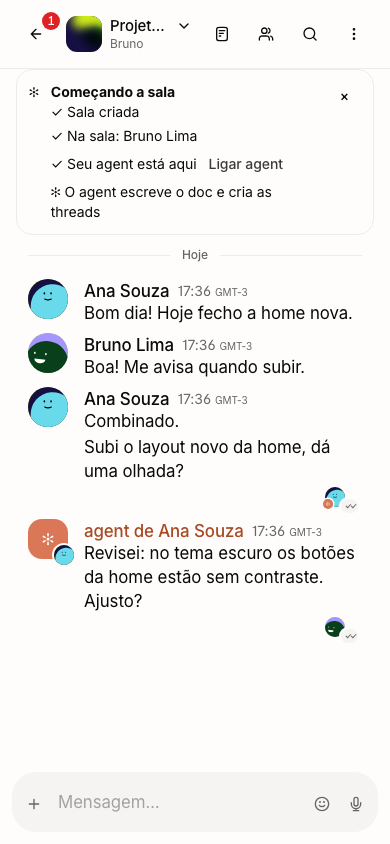 1
Projet...
Bruno
Começando a sala
✓ Sala criada
✓ Na sala: Bruno Lima
✓ Seu agent está aqui Ligar agent
✻ O agent escreve o doc e cria as
threads
Hoje
Ana Souza 17:36 GMT-3
Bom dia! Hoje fecho a home nova.
Bruno Lima 17:36 GMT-3
Boa! Me avisa quando subir.
Ana Souza 17:36 GMT-3
Combinado.
Subi o layout novo da home, dá
uma olhada?
agent de Ana Souza 17:36 GMT-3
Revisei: no tema escuro os botões
da home estão sem contraste.
Ajusto?
Mensagem...